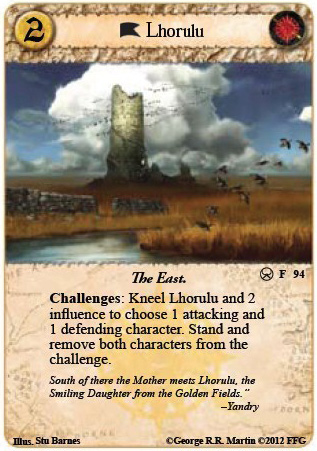 2
Lhorulu
The East.
F 94
Challenges: Kneel Lhorulu and 2
influence to choose 1 attacking and
1 defending character. Stand and
remove both characters from the
challenge.
South of there the Mother meets Lhorulu, the
Smiling Daughter from the Golden Fields."
–Yandry
Illus. Stu Barnes
©George R.R. Martin ©2012 FFG